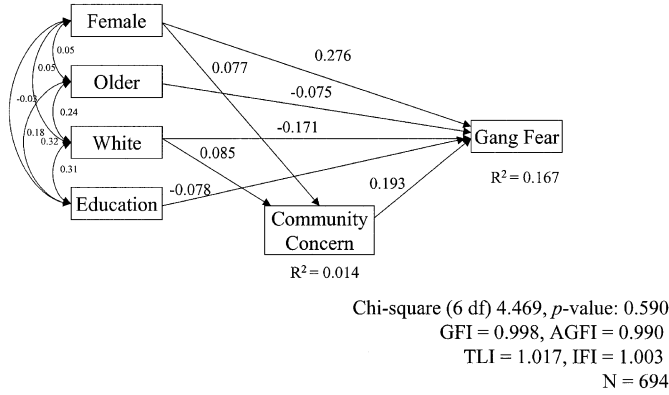 Female
0.05
0.276
0.05
0.077
Older
-0.075
-0.03
0.24
-0.171
White
Gang Fear
0.18
0.32
0.085
R² = 0.167
0.31
-0.078
0.193
Education
Community
Concern
R² = 0.014
Chi-square (6 df) 4.469, p-value: 0.590
GFI = 0.998, AGFI = 0.990
TLI = 1.017, IFI = 1.003
N = 694